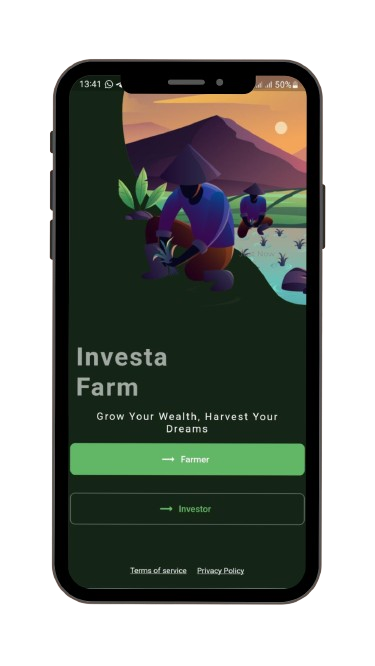 13:41
50%
Investa
Farm
Grow Your Wealth, Harvest Your
Dreams
→ Farmer
→ Investor
Terms of service Privacy Policy